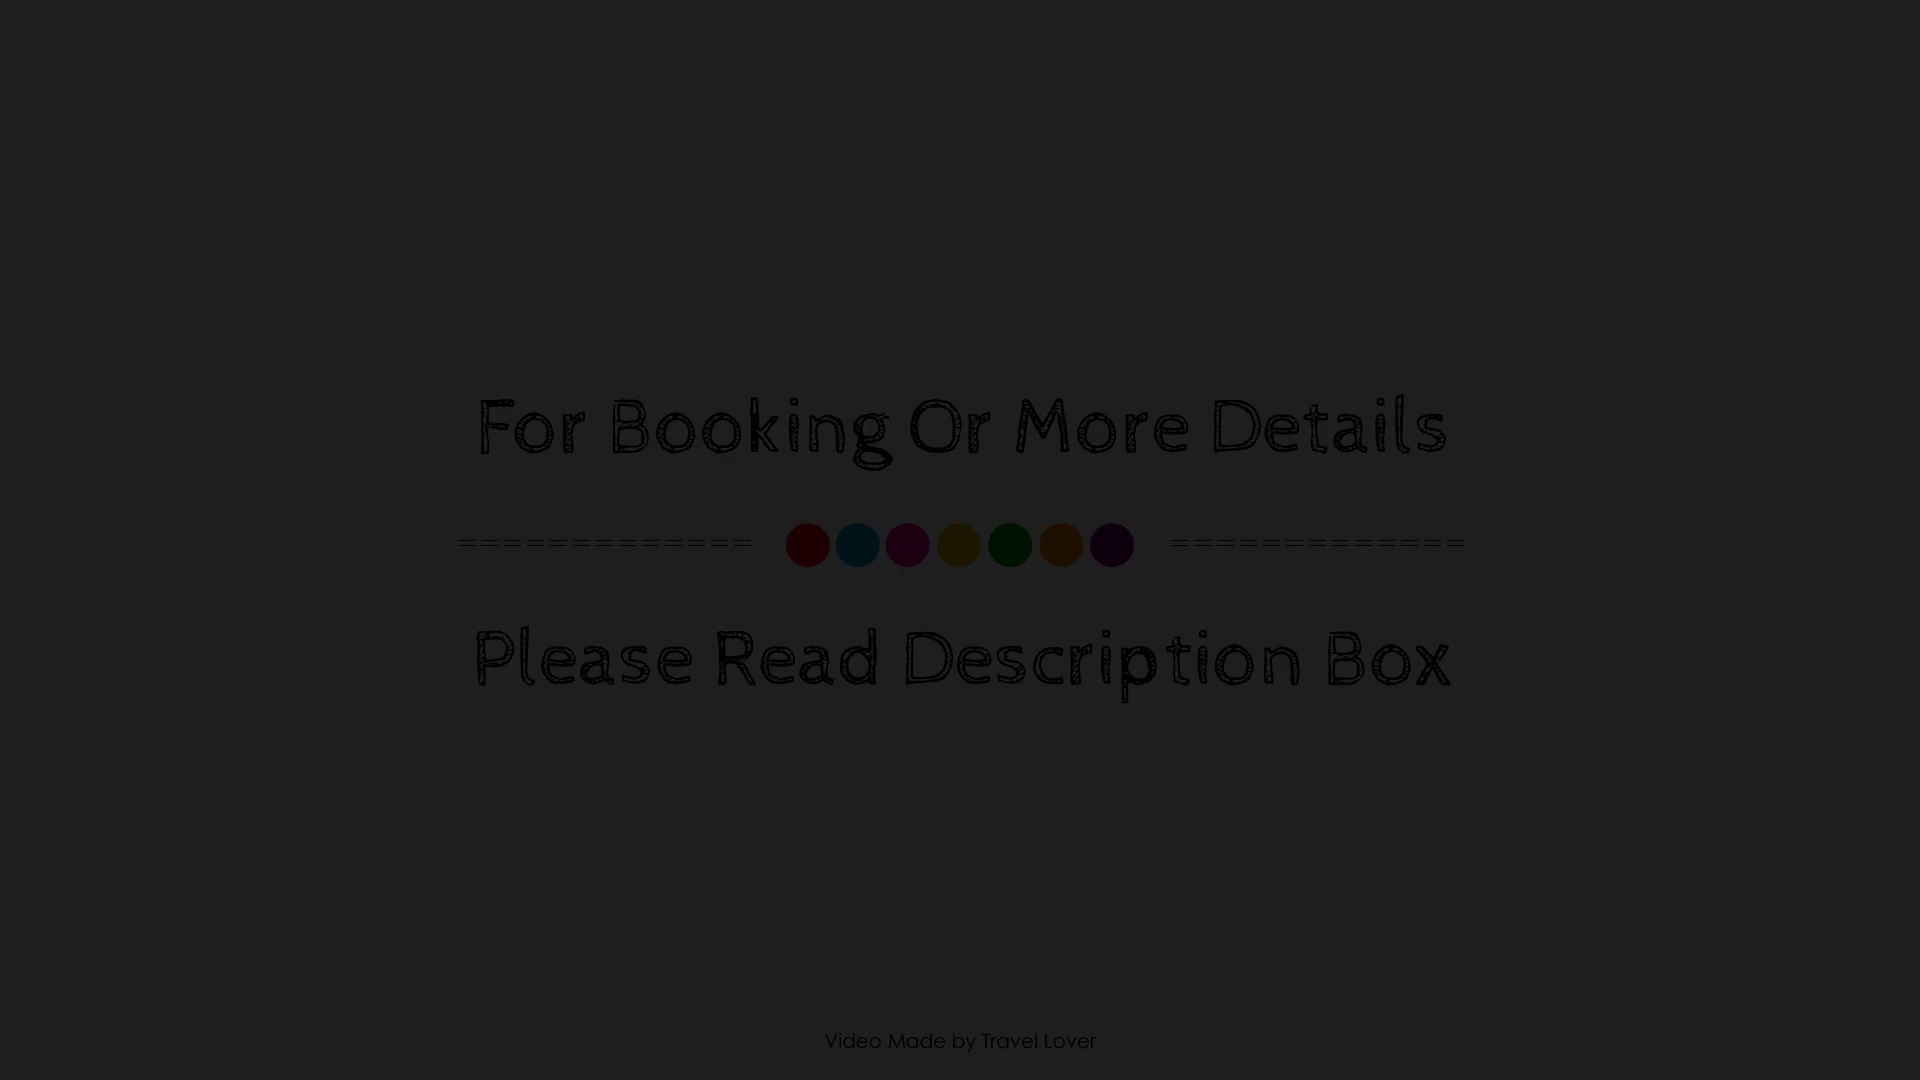 For Booking Or More Details
============= =============
Please Read Description Box
Video Made by Travel Lover